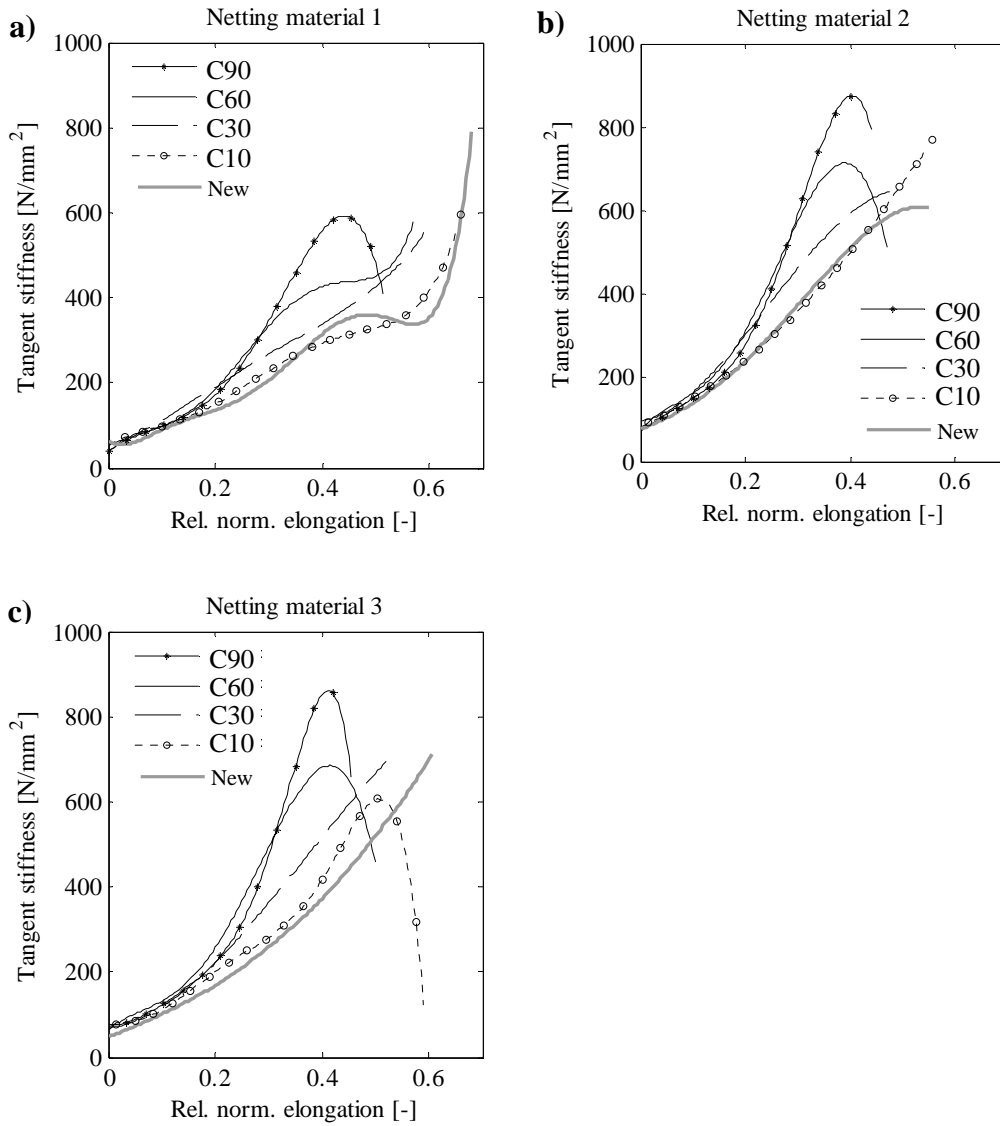 a)
Netting material 1
1000
800
600
400
200
0
0
0.2
0.4
0.6
Tangent stiffness [N/mm²]
Rel. norm. elongation [-]
C90
C60
C30
C10
New
b)
Netting material 2
1000
800
600
400
200
0
0
0.2
0.4
0.6
Tangent stiffness [N/mm²]
Rel. norm. elongation [-]
C90
C60
C30
C10
New
c)
Netting material 3
1000
800
600
400
200
0
0
0.2
0.4
0.6
Tangent stiffness [N/mm²]
Rel. norm. elongation [-]
C90
C60
C30
C10
New